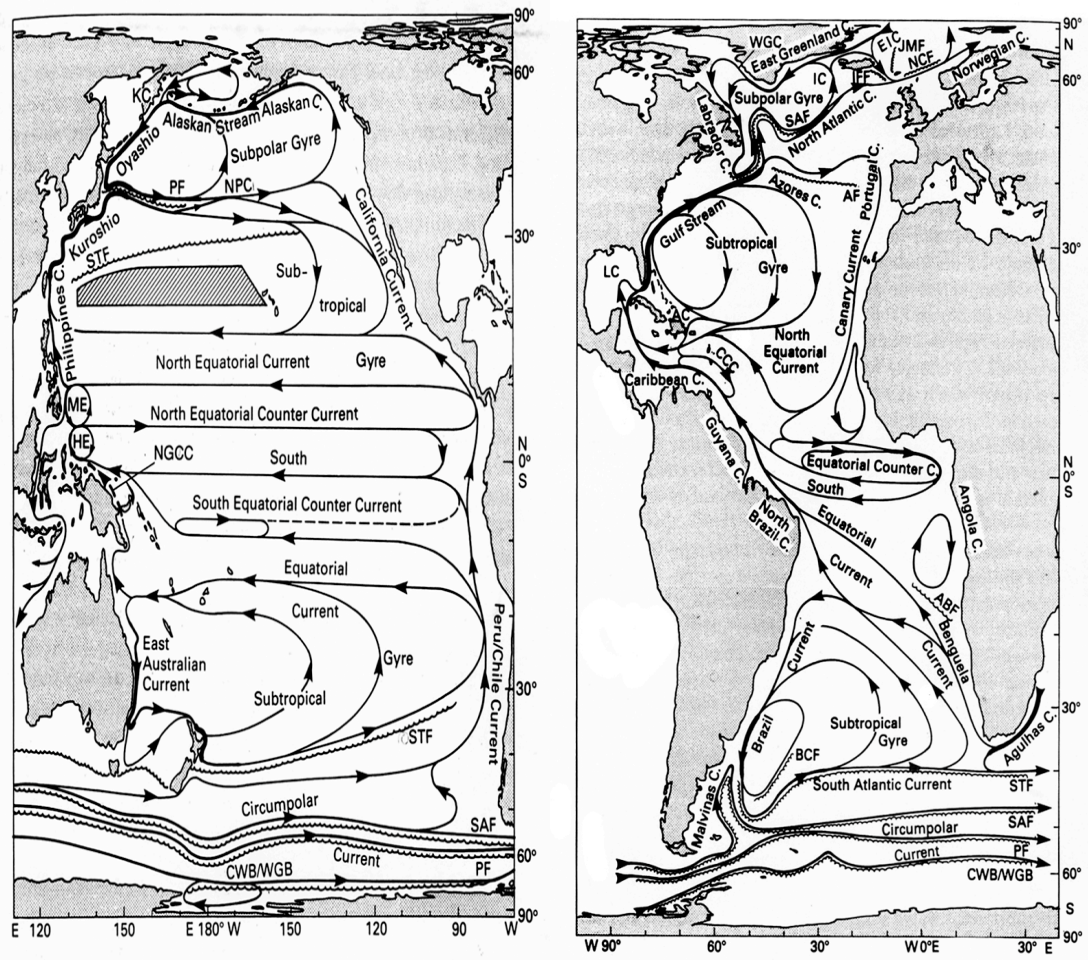 90°
60°
KC
Alaskan C.
Alaskan Stream
Oyashio
Subpolar Gyre
PF
NPC
Kuroshio
STF
California Current
30°
Philippines C.
Sub-
tropical
North Equatorial Current
Gyre
ME
North Equatorial Counter Current
HE
NGCC
South
N
0°
S
South Equatorial Counter Current
Equatorial
Current
East
Australian
Current
Gyre
Subtropical
Peru/Chile Current
30°
STF
Circumpolar
SAF
Current
60°
CWB/WGB
PF
90°
E 120
150
E 180° W
150
120
90
W
90°
N
WGC
East Greenland C.
EIC
JMF
NCF
Norwegian C.
60°
IC
IFF
Subpolar Gyre
SAF
Labrador C.
North Atlantic C.
Portugal C.
Azores C.
AF
Gulf Stream
Subtropical
Gyre
30°
LC
AC
Canary Current
North
Equatorial
Current
CCC
Caribbean C.
Guyana C.
Equatorial Counter C.
N
0°
S
South
Equatorial
Current
North
Brazil C.
Angola C.
ABF
Benguela
Current
Current
Brazil
30°
Subtropical
Gyre
BCF
Agulhas C.
South Atlantic Current
STF
Malvinas C.
SAF
Circumpolar
PF
Current
CWB/WGB
60°
S
90°
W 90°
60°
30°
W 0° E
30° E